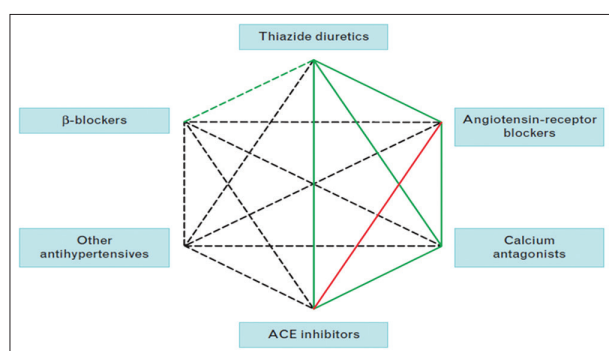 Thiazide diuretics
β-blockers
Angiotensin-receptor
blockers
Other
antihypertensives
Calcium
antagonists
ACE inhibitors